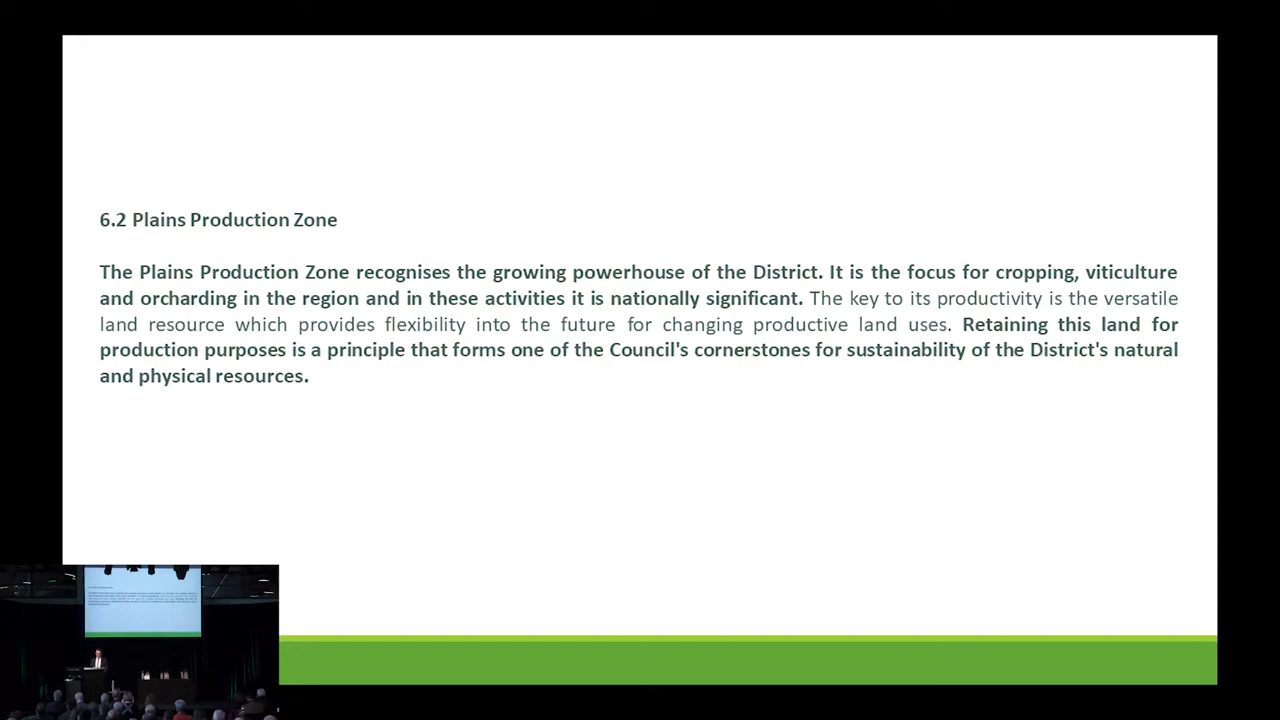 6.2 Plains Production Zone
The Plains Production Zone recognises the growing powerhouse of the District. It is the focus for cropping, viticulture
and orcharding in the region and in these activities it is nationally significant. The key to its productivity is the versatile
land resource which provides flexibility into the future for changing productive land uses. Retaining this land for
production purposes is a principle that forms one of the Council's cornerstones for sustainability of the District's natural
and physical resources.